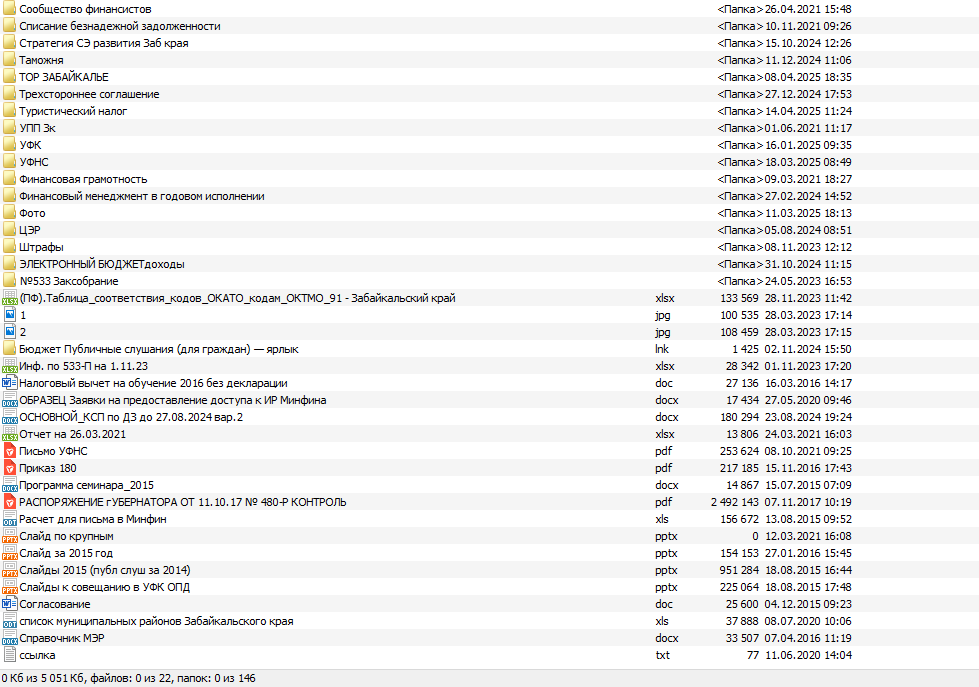 Сообщество финансистов <Папка> 26.04.2021 15:48
Списание безнадежной задолженности <Папка> 10.11.2021 09:26
Стратегия СЭ развития Заб края <Папка> 15.10.2024 12:26
Таможня <Папка> 11.12.2024 11:06
ТОР ЗАБАЙКАЛЬЕ <Папка> 08.04.2025 18:35
Трехстороннее соглашение <Папка> 27.12.2024 17:53
Туристический налог <Папка> 14.04.2025 11:24
УПП Зк <Папка> 01.06.2021 11:17
УФК <Папка> 16.01.2025 09:35
УФНС <Папка> 18.03.2025 08:49
Финансовая грамотность <Папка> 09.03.2021 18:27
Финансовый менеджмент в годовом исполнении <Папка> 27.02.2024 14:52
Фото <Папка> 11.03.2025 18:13
ЦЭР <Папка> 05.08.2024 08:51
Штрафы <Папка> 08.11.2023 12:12
ЭЛЕКТРОННЫЙ БЮДЖЕТдоходы <Папка> 31.10.2024 11:15
№533 Заксобрание <Папка> 24.05.2023 16:53
(ПФ).Таблица_соответствия_кодов_ОКАТО_кодам_ОКТМО_91 - Забайкальский край xlsx 133 569 28.11.2023 11:42
1 jpg 100 535 28.03.2023 17:14
2 jpg 108 459 28.03.2023 17:15
Бюджет Публичные слушания (для граждан) — ярлык lnk 1 425 02.11.2024 15:50
Инф. по 533-П на 1.11.23 xlsx 28 342 01.11.2023 17:20
Налоговый вычет на обучение 2016 без декларации doc 27 136 16.03.2016 14:17
ОБРАЗЕЦ Заявки на предоставление доступа к ИР Минфина docx 17 434 27.05.2020 09:46
ОСНОВНОЙ_КСП по ДЗ до 27.08.2024 вар.2 docx 180 294 23.08.2024 19:24
Отчет на 26.03.2021 xlsx 13 806 24.03.2021 16:03
Письмо УФНС pdf 253 624 08.10.2021 09:25
Приказ 180 pdf 217 185 15.11.2016 17:43
Программа семинара_2015 docx 14 867 15.07.2015 07:09
РАСПОРЯЖЕНИЕ гУБЕРНАТОРА ОТ 11.10.17 № 480-Р КОНТРОЛЬ pdf 2 492 143 07.11.2017 10:19
Расчет для письма в Минфин xls 156 672 13.08.2015 09:52
Слайд по крупным pptx 0 12.03.2021 16:08
Слайд за 2015 год pptx 154 153 27.01.2016 15:45
Слайды 2015 (публ слуш за 2014) pptx 951 284 18.08.2015 16:44
Слайды к совещанию в УФК ОПД pptx 225 064 18.08.2015 17:48
Согласование doc 25 600 04.12.2015 09:23
список муниципальных районов Забайкальского края xls 37 888 08.07.2020 10:06
Справочник МЭР docx 33 507 07.04.2016 11:19
ссылка txt 77 11.06.2020 14:04
0 Кб из 5 051 Кб, файлов: 0 из 22, папок: 0 из 146